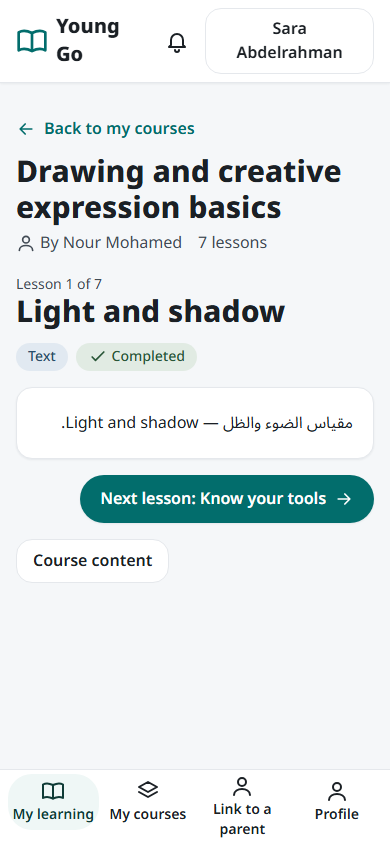 Young
Go
Sara
Abdelrahman
Back to my courses
Drawing and creative
expression basics
By Nour Mohamed 7 lessons
Lesson 1 of 7
Light and shadow
Text
Completed
مقياس الضوء والظل — Light and shadow.
Next lesson: Know your tools
Course content
My learning
My courses
Link to a
parent
Profile